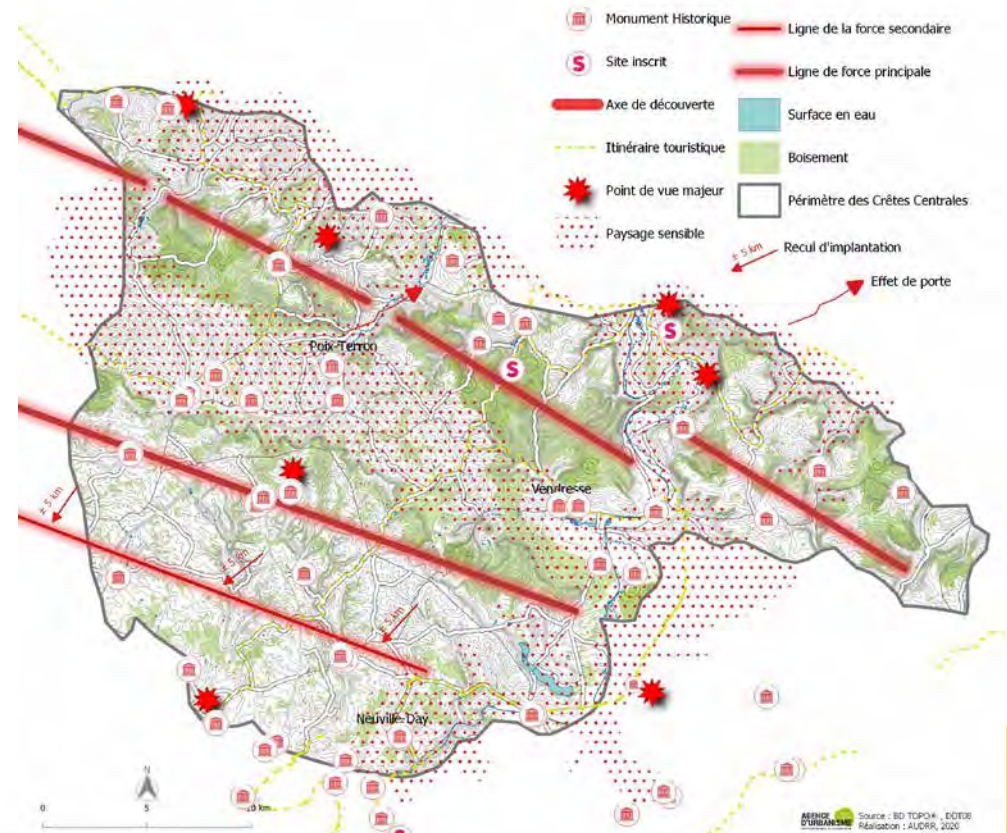 Monument Historique
Site inscrit
Axe de découverte
Itinéraire touristique
Point de vue majeur
Paysage sensible
Ligne de la force secondaire
Ligne de force principale
Surface en eau
Boisement
Périmètre des Crêtes Centrales
± 5 km
Recul d'implantation
Effet de porte
S
S
S
Poix-Terron
Vendresse
± 5 km
± 5 km
± 5 km
Neuville-Day
N
0 5 10 km
AGENCE
D'URBANISME
Source : BD TOPO®, DDT08
Réalisation : AUDRR, 2020